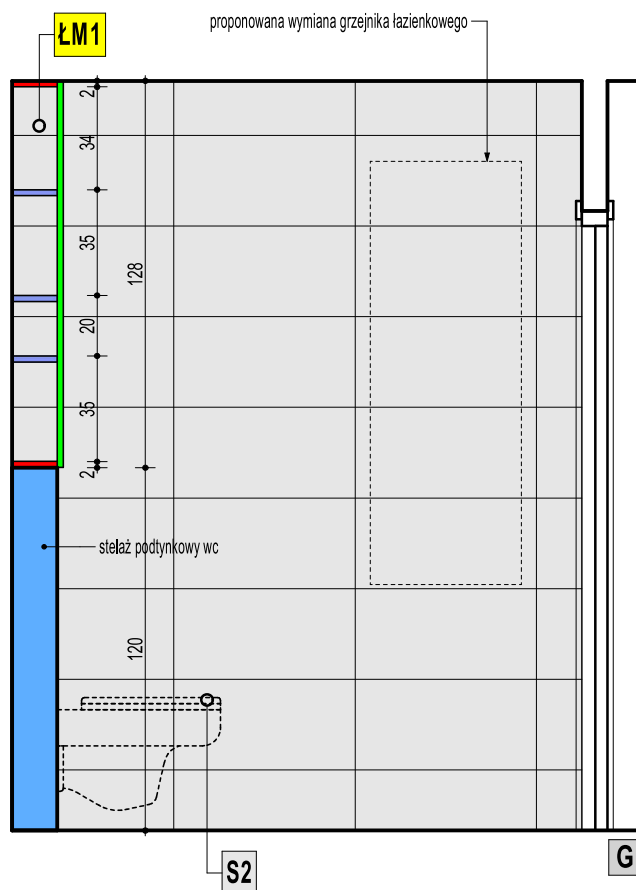 proponowana wymiana grzejnika łazienkowego
ŁM1
2
34
35
128
20
35
2
stelaż podtynkowy wc
120
S2
G